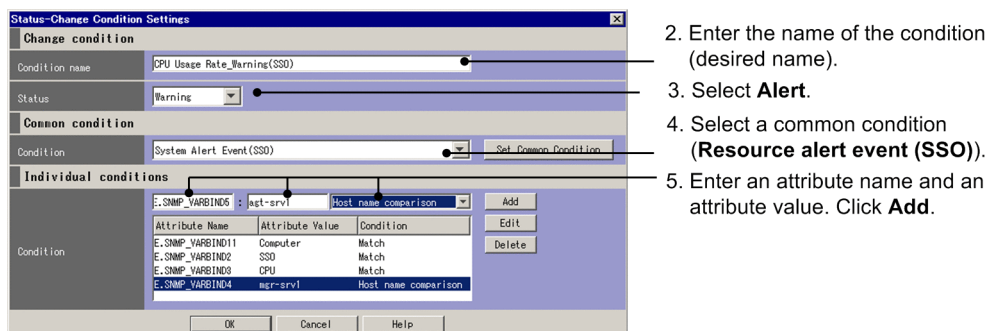 Status-Change Condition Settings
Change condition
Condition name
CPU Usage Rate_Warning(SSO)
Status
Warning
Common condition
Condition
System Alert Event(SSO)
Set Common Condition
Individual conditions
E.SNMP_VARBIND5 : agt-srv1 Host name comparison Add
Attribute Name Attribute Value Condition Edit
Condition
E.SNMP_VARBIND11 Computer Match Delete
E.SNMP_VARBIND2 SSO Match
E.SNMP_VARBIND3 CPU Match
E.SNMP_VARBIND4 mgr-srv1 Host name comparison
OK Cancel Help
2. Enter the name of the condition
(desired name).
3. Select Alert.
4. Select a common condition
(Resource alert event (SSO)).
5. Enter an attribute name and an
attribute value. Click Add.